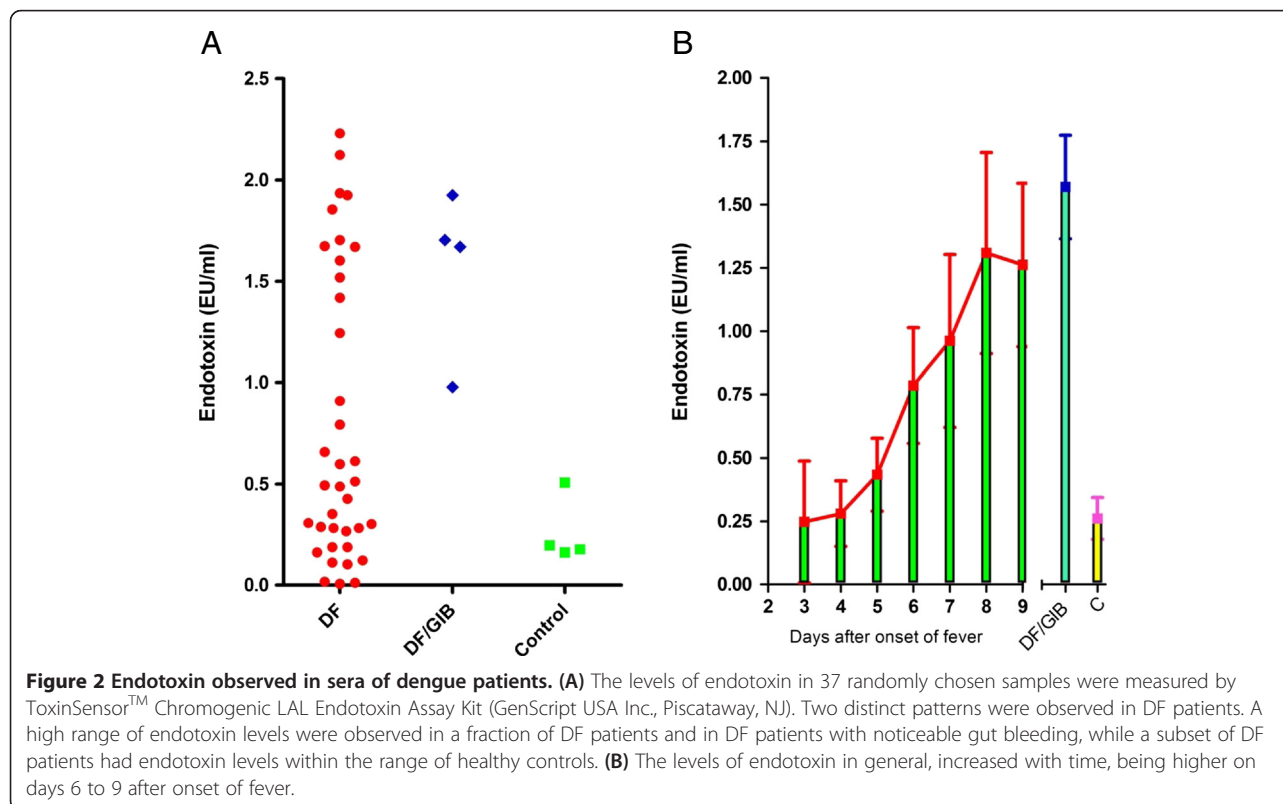 A
B
2.5
2.0
1.5
1.0
0.5
0.0
Endotoxin (EU/ml)
DF
DF/GIB
Control
2.00
1.75
1.50
1.25
1.00
0.75
0.50
0.25
0.00
Endotoxin (EU/ml)
2 3 4 5 6 7 8 9
DF/GIB
C
Days after onset of fever
Figure 2 Endotoxin observed in sera of dengue patients. (A) The levels of endotoxin in 37 randomly chosen samples were measured by
ToxinSensor™ Chromogenic LAL Endotoxin Assay Kit (GenScript USA Inc., Piscataway, NJ). Two distinct patterns were observed in DF patients. A
high range of endotoxin levels were observed in a fraction of DF patients and in DF patients with noticeable gut bleeding, while a subset of DF
patients had endotoxin levels within the range of healthy controls. (B) The levels of endotoxin in general, increased with time, being higher on
days 6 to 9 after onset of fever.